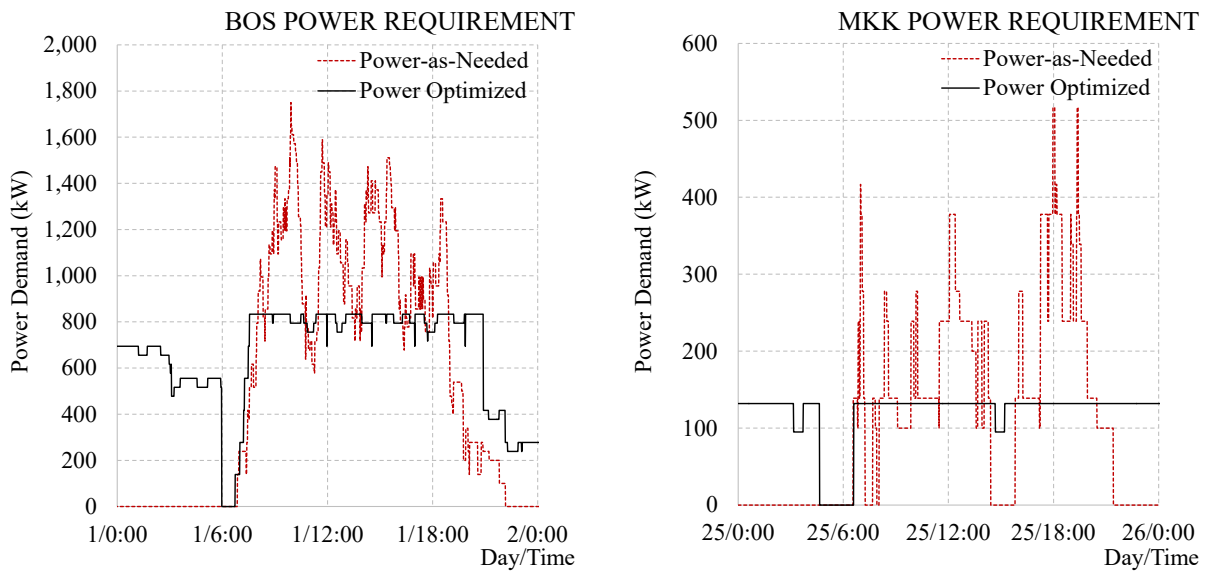 BOS POWER REQUIREMENT
2,000
1,800
1,600
1,400
1,200
1,000
800
600
400
200
0
Power Demand (kW)
Power-as-Needed
Power Optimized
1/0:00 1/6:00 1/12:00 1/18:00 2/0:00
Day/Time
MKK POWER REQUIREMENT
600
500
400
300
200
100
0
Power Demand (kW)
Power-as-Needed
Power Optimized
25/0:00 25/6:00 25/12:00 25/18:00 26/0:00
Day/Time